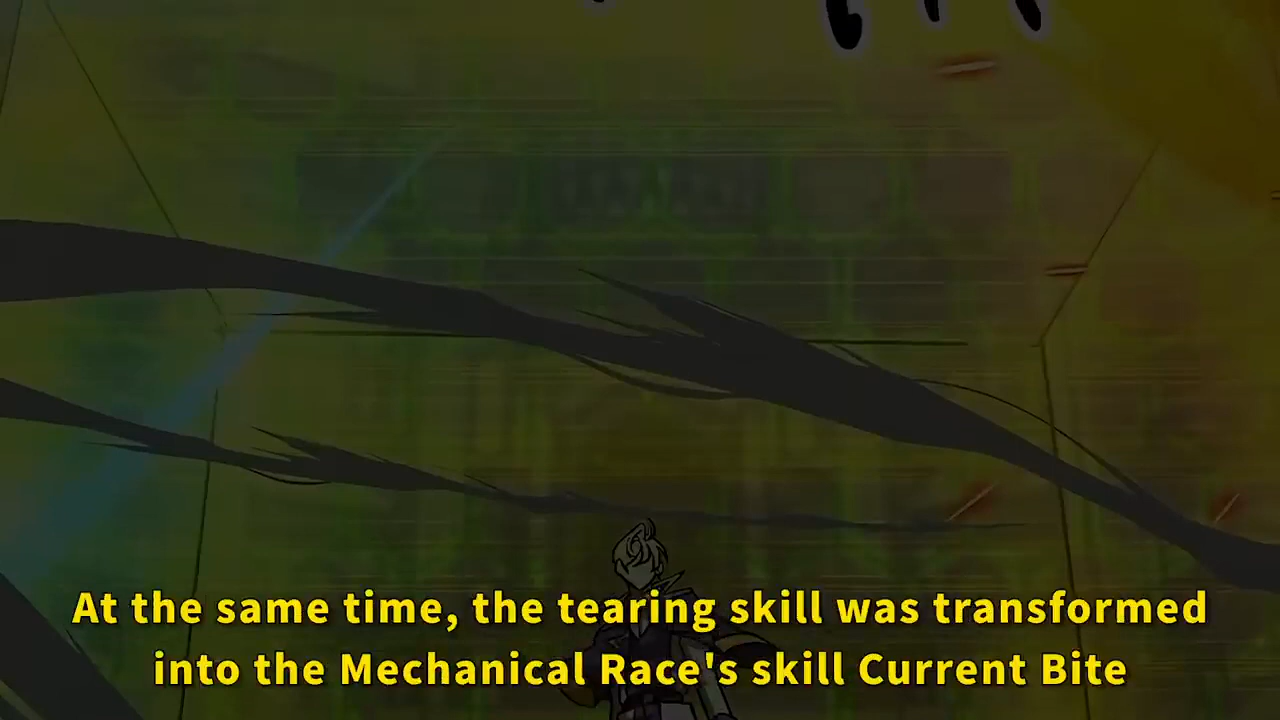 At the same time, the tearing skill was transformed
into the Mechanical Race's skill Current Bite